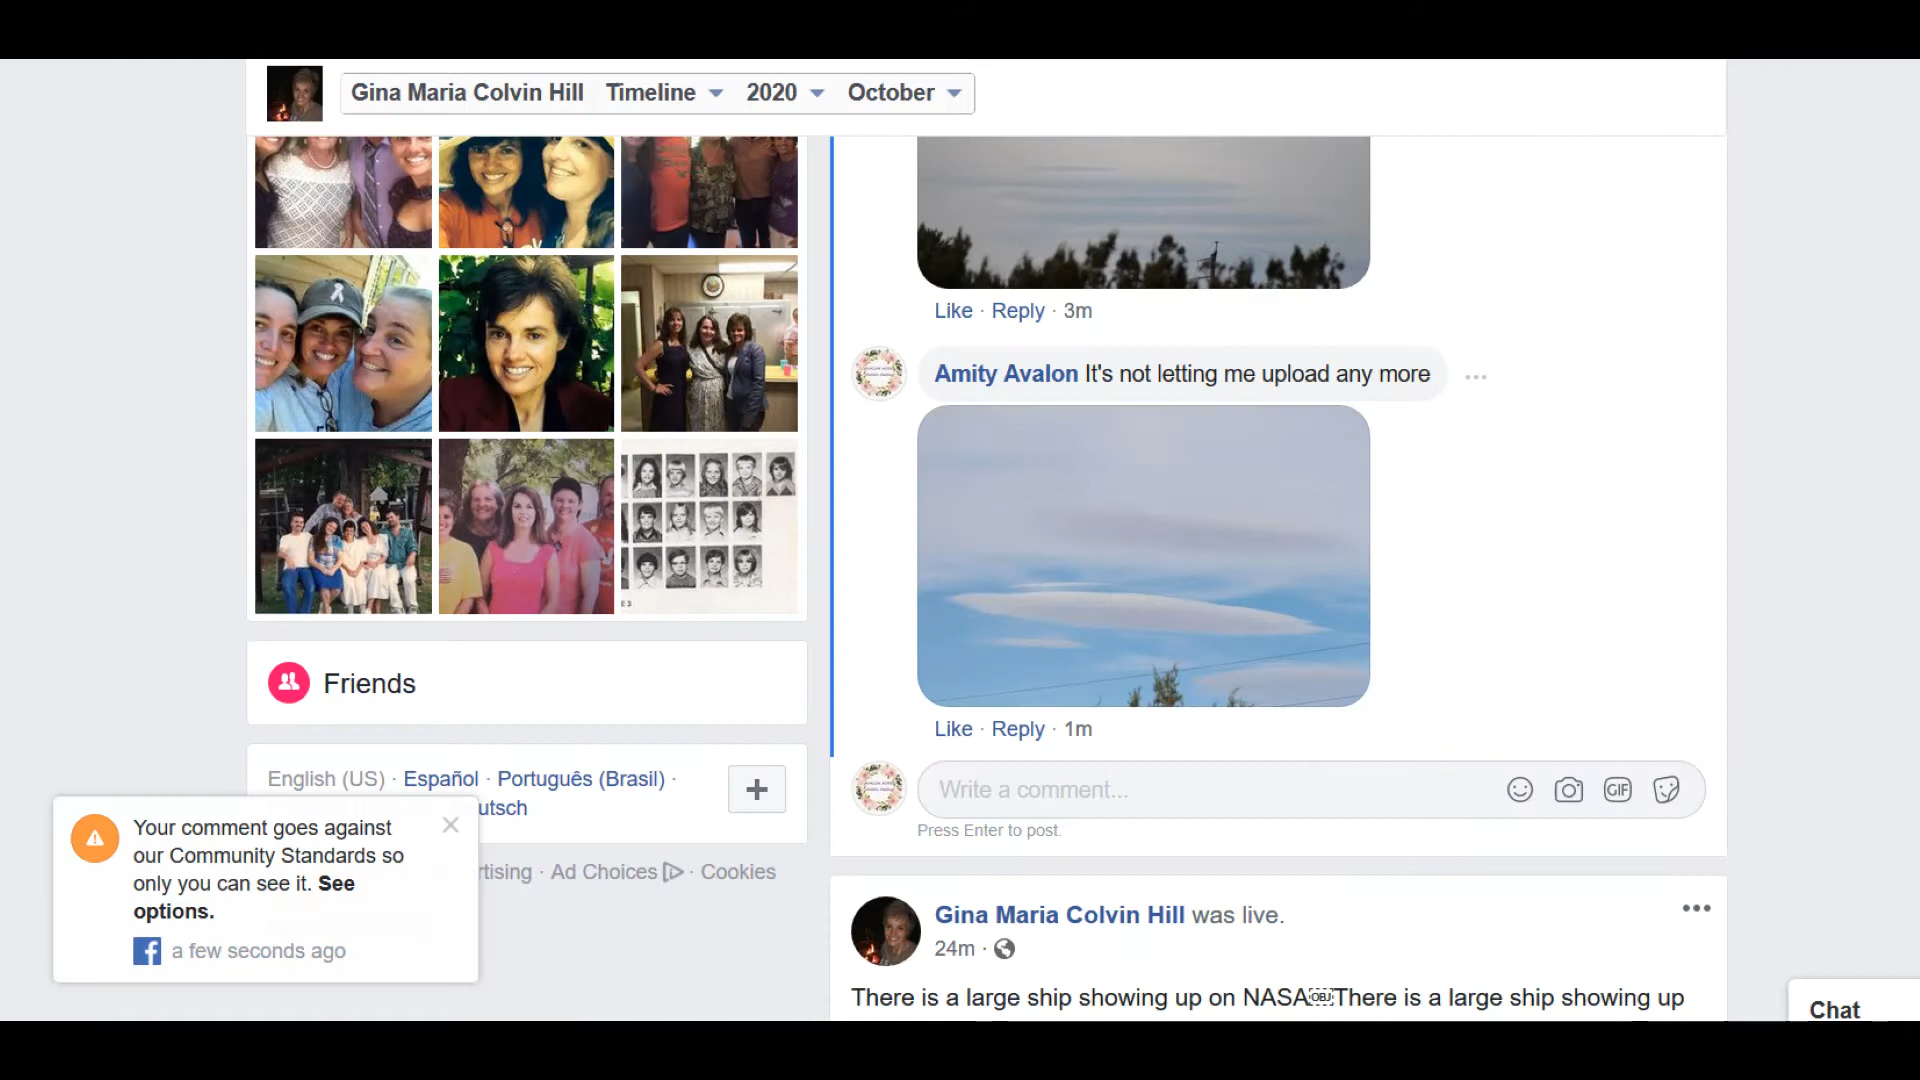 Gina Maria Colvin Hill Timeline 2020 October
Like · Reply · 3m
Amity Avalon It's not letting me upload any more
Like · Reply · 1m
Write a comment...
GIF
Press Enter to post.
Friends
English (US) · Español · Português (Brasil) ·
utsch
rtising · Ad Choices · Cookies
Your comment goes against
our Community Standards so
only you can see it. See
options.
a few seconds ago
Gina Maria Colvin Hill was live.
24m ·
There is a large ship showing up on NASA￼There is a large ship showing up
Chat